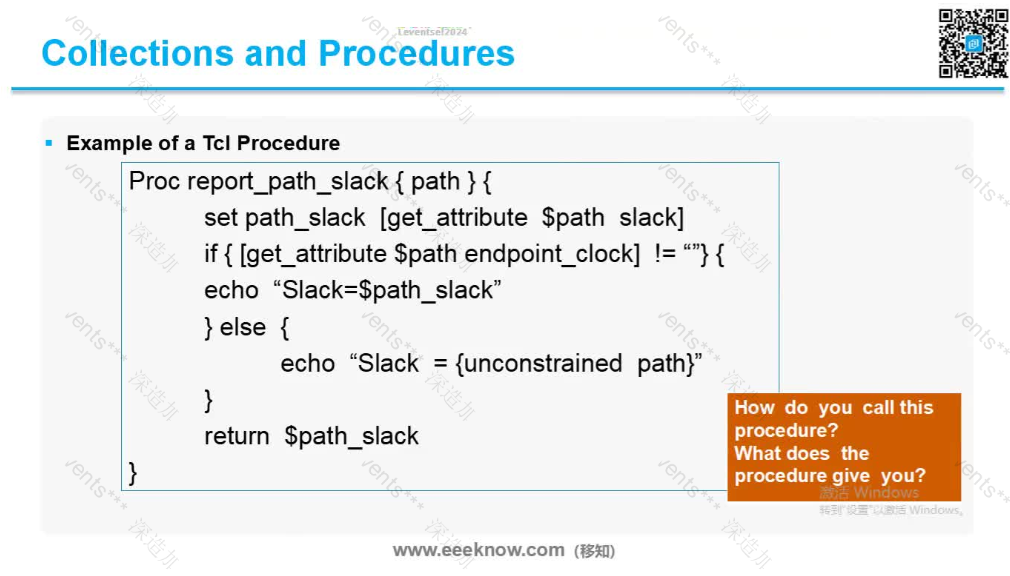 Leventsef2024
Collections and Procedures
Example of a Tcl Procedure
Proc report_path_slack { path } {
set path_slack [get_attribute $path slack]
if { [get_attribute $path endpoint_clock] != “”} {
echo “Slack=$path_slack”
} else {
echo “Slack = {unconstrained path}”
}
return $path_slack
}
How do you call this
procedure?
What does the
procedure give you?
激活 Windows
转到“设置”以激活 Windows。
www.eeeknow.com（移知）